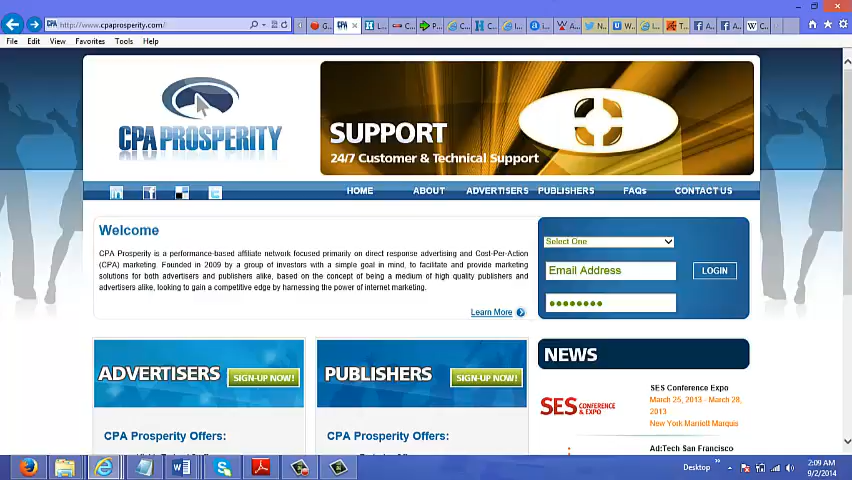 http://www.cpaprosperity.com/
CPA
File Edit View Favorites Tools Help
CPA PROSPERITY
SUPPORT
24/7 Customer & Technical Support
HOME ABOUT ADVERTISERS PUBLISHERS FAQs CONTACT US
Welcome
CPA Prosperity is a performance-based affiliate network focused primarily on direct response advertising and Cost-Per-Action
(CPA) marketing. Founded in 2009 by a group of investors with a simple goal in mind, to facilitate and provide marketing
solutions for both advertisers and publishers alike, based on the concept of being a medium of high quality publishers and
advertisers alike, looking to gain a competitive edge by harnessing the power of internet marketing.
Learn More
Select One
Email Address
LOGIN
ADVERTISERS SIGN-UP NOW!
PUBLISHERS SIGN-UP NOW!
CPA Prosperity Offers:
CPA Prosperity Offers:
NEWS
SES CONFERENCE & EXPO
SES Conference Expo
March 25, 2013 - March 28,
2013
New York Marriott Marquis
Ad:Tech San Francisco
Desktop
2:09 AM
9/2/2014